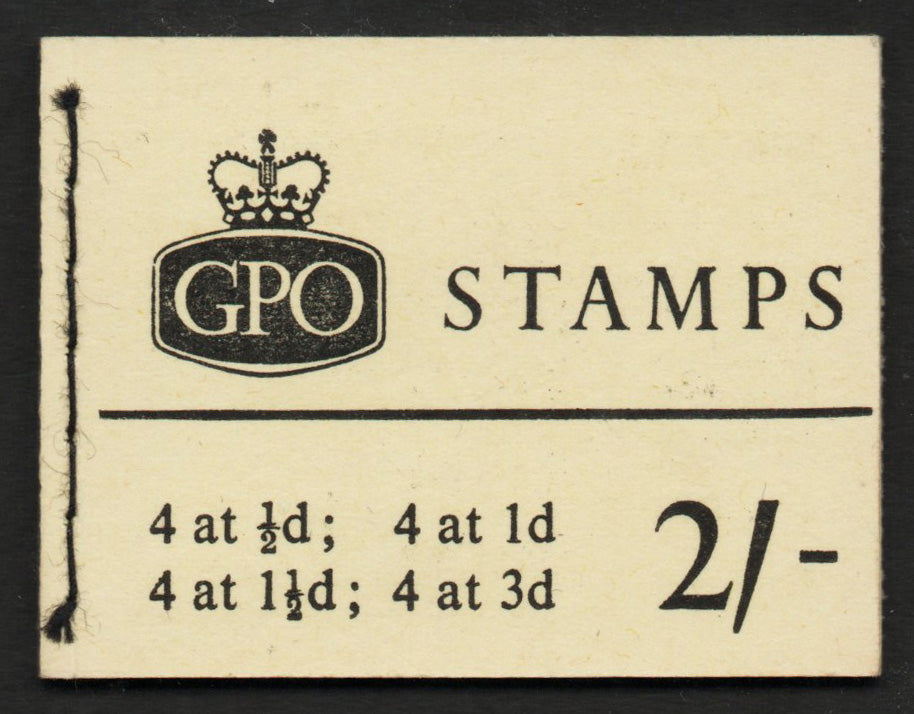 GPO STAMPS
4 at ½d; 4 at 1d
4 at 1½d; 4 at 3d
2/-